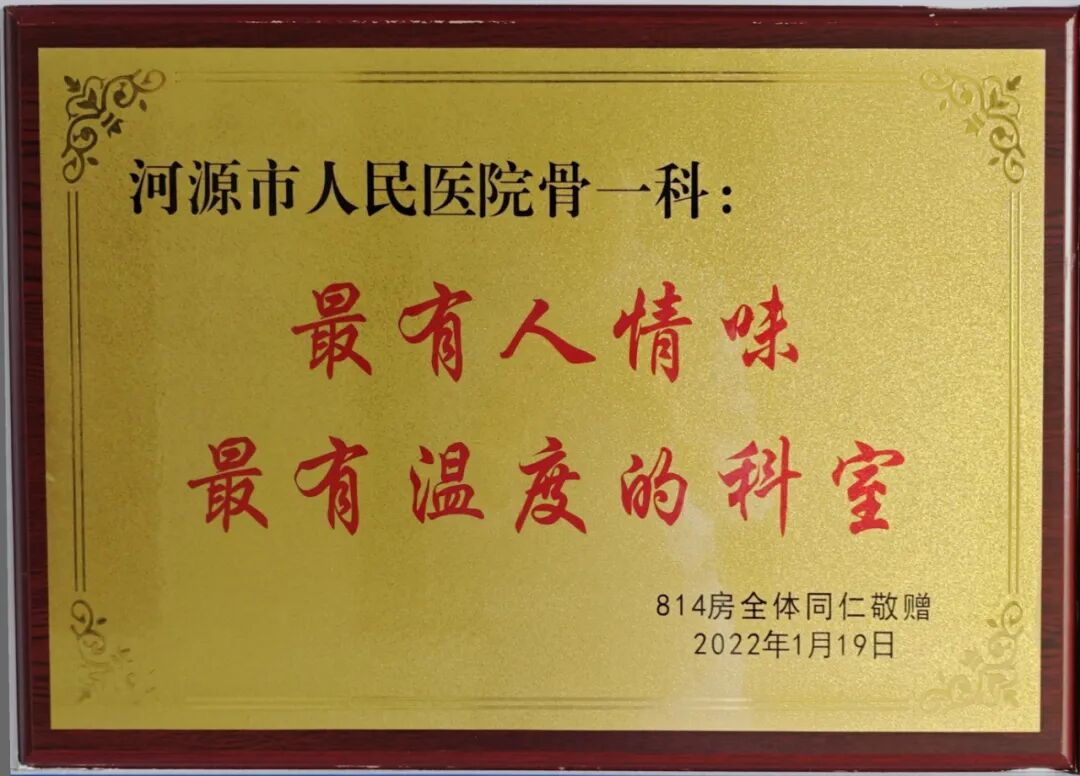 河源市人民医院骨一科：
最有人情味
最有温度的科室
814房全体同仁敬赠
2022年1月19日